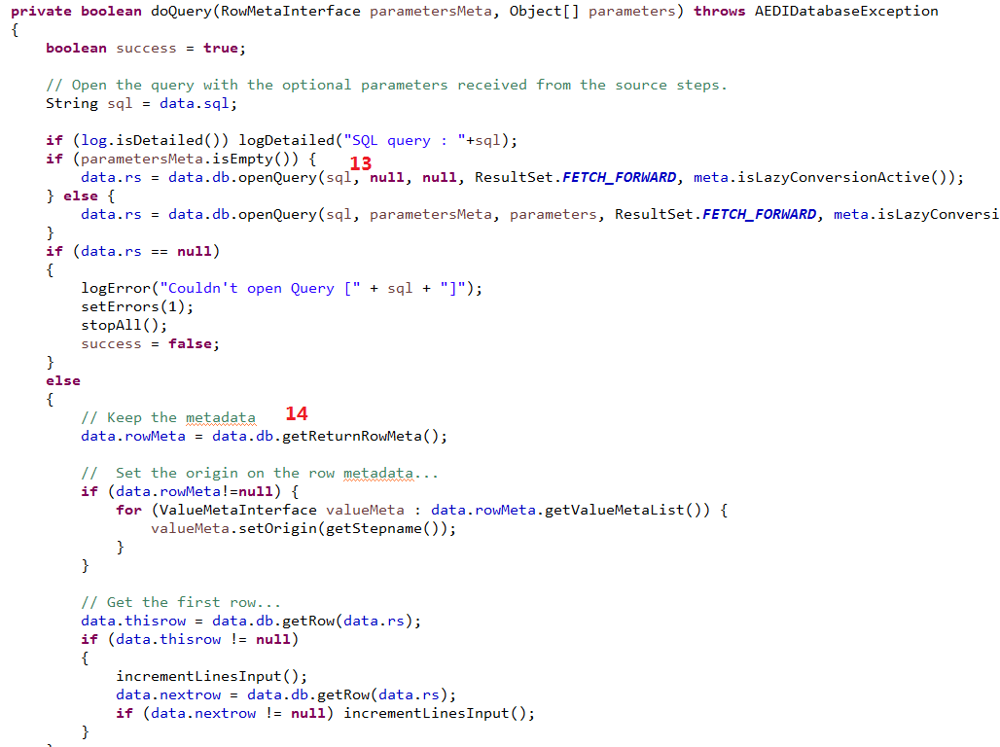 private boolean doQuery(RowMetaInterface parametersMeta, Object[] parameters) throws AEDIDatabaseException
{
    boolean success = true;

    // Open the query with the optional parameters received from the source steps.
    String sql = data.sql;

    if (log.isDetailed()) logDetailed("SQL query : "+sql);
    if (parametersMeta.isEmpty()) {
13
        data.rs = data.db.openQuery(sql, null, null, ResultSet.FETCH_FORWARD, meta.isLazyConversionActive());
    } else {
        data.rs = data.db.openQuery(sql, parametersMeta, parameters, ResultSet.FETCH_FORWARD, meta.isLazyConversi
    }
    if (data.rs == null)
    {
        logError("Couldn't open Query [" + sql + "]");
        setErrors(1);
        stopAll();
        success = false;
    }
    else
    {
        // Keep the metadata
14
        data.rowMeta = data.db.getReturnRowMeta();

        //  Set the origin on the row metadata...
        if (data.rowMeta!=null) {
            for (ValueMetaInterface valueMeta : data.rowMeta.getValueMetaList()) {
                valueMeta.setOrigin(getStepname());
            }
        }

        // Get the first row...
        data.thisrow = data.db.getRow(data.rs);
        if (data.thisrow != null)
        {
            incrementLinesInput();
            data.nextrow = data.db.getRow(data.rs);
            if (data.nextrow != null) incrementLinesInput();
        }